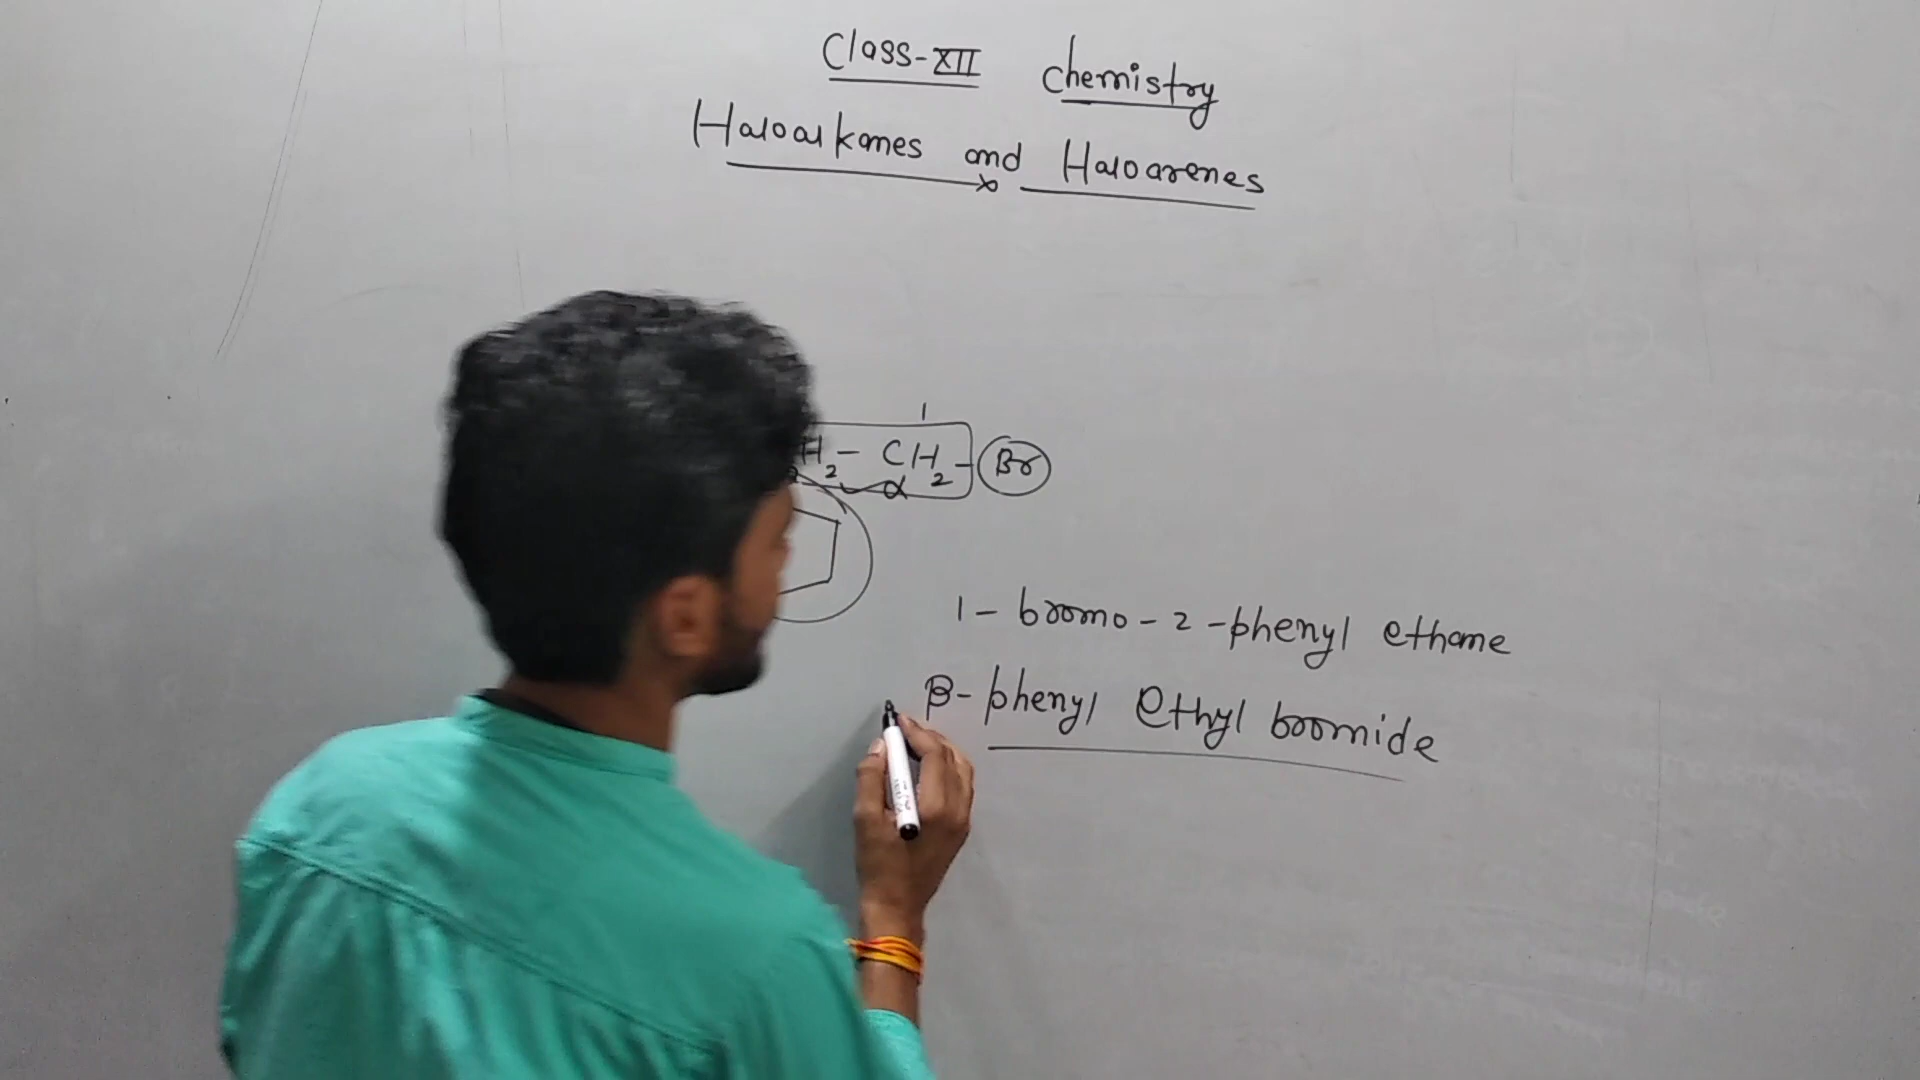 Class-XII Chemistry
Haloalkanes and Haloarenes
1
H2 - CH2 - Br
α
1 - bromo - 2 - phenyl ethane
β - phenyl Ethyl bromide